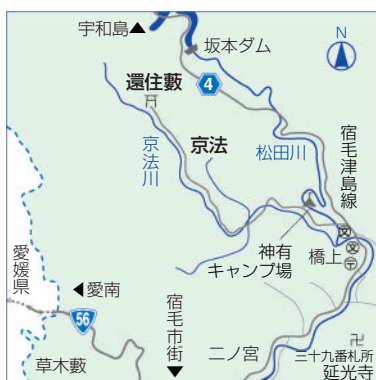 宇和島▲
坂本ダム
N
還住藪
4
京法
京法川
松田川
宿毛津島線
神有
キャンプ場
橋上
愛媛県
◀愛南
56
宿毛市街
▼
二ノ宮
草木藪
三十九番札所
延光寺